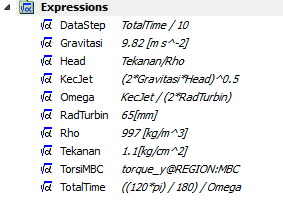 Expressions
DataStep TotalTime / 10
Gravitasi 9.82 [m s^-2]
Head Tekanan/Rho
KecJet (2*Gravitasi*Head)^0.5
Omega KecJet / (2*RadTurbin)
RadTurbin 65[mm]
Rho 997 [kg/m^3]
Tekanan 1.1[kg/cm^2]
TorsiMBC torque_y@REGION:MBC
TotalTime ((120*pi) / 180) / Omega